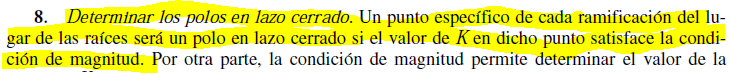 8. Determinar los polos en lazo cerrado. Un punto específico de cada ramificación del lu-
gar de las raíces será un polo en lazo cerrado si el valor de K en dicho punto satisface la condi-
ción de magnitud. Por otra parte, la condición de magnitud permite determinar el valor de la